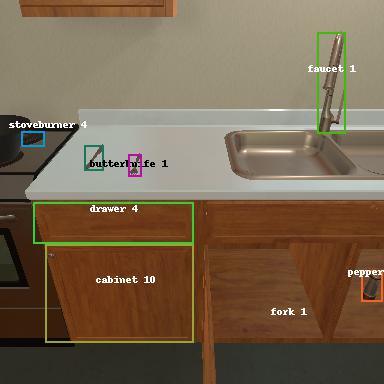 faucet 1
stoveburner 4
butterknife 1
drawer 4
pepper
cabinet 10
fork 1